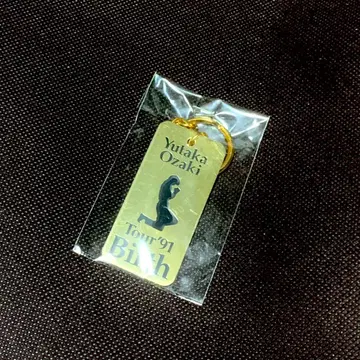 Yutaka
Ozaki
Tour '91
Birth